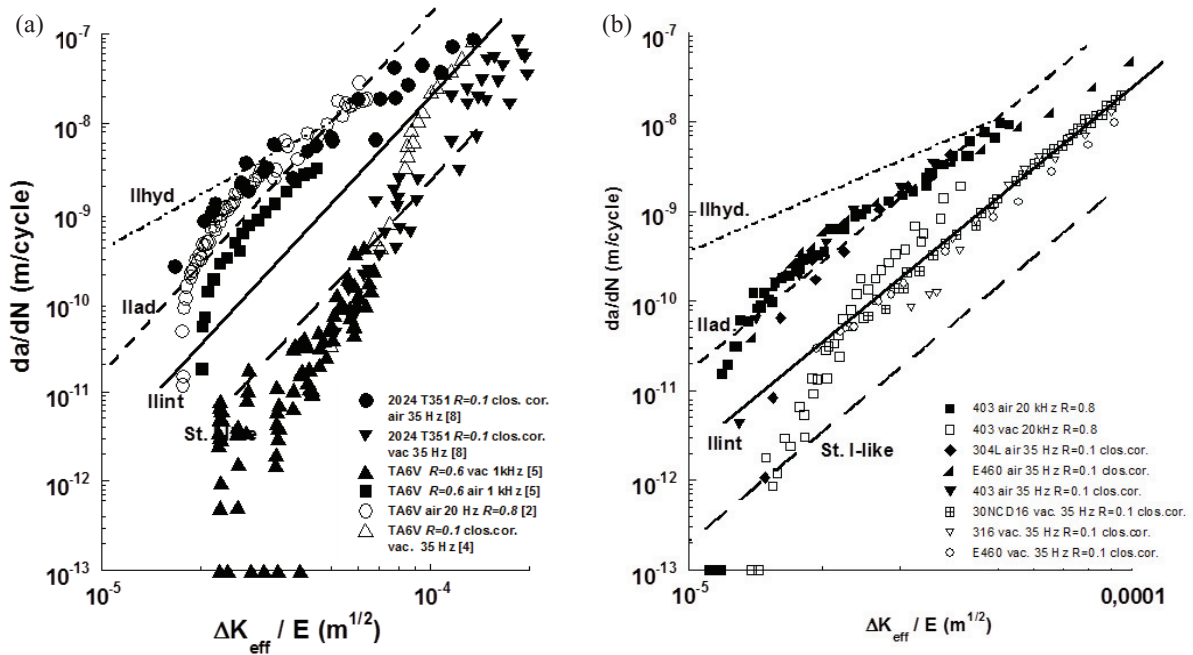 (a)
da/dN (m/cycle)
10^-7
10^-8
10^-9
10^-10
10^-11
10^-12
10^-13
10^-5
10^-4
ΔK_eff / E (m^1/2)
IIhyd
IIad
IIint
St. I-like
2024 T351 R=0.1 clos. cor.
air 35 Hz [8]
2024 T351 R=0.1 clos.cor.
vac 35 Hz [8]
TA6V R=0.6 vac 1kHz [5]
TA6V R=0.6 air 1 kHz [5]
TA6V air 20 Hz R=0.8 [2]
TA6V R=0.1 clos.cor.
vac. 35 Hz [4]
(b)
da/dN (m/cycle)
10^-7
10^-8
10^-9
10^-10
10^-11
10^-12
10^-13
10^-5
0,0001
ΔK_eff / E (m^1/2)
IIhyd.
IIad.
IIint
St. I-like
403 air 20 kHz R=0.8
403 vac 20kHz R=0.8
304L air 35 Hz R=0.1 clos.cor.
E460 air 35 Hz R=0.1 clos.cor.
403 air 35 Hz R=0.1 clos.cor.
30NCD16 vac. 35 Hz R=0.1 clos.cor.
316 vac. 35 Hz R=0.1 clos.cor.
E460 vac. 35 Hz R=0.1 clos.cor.